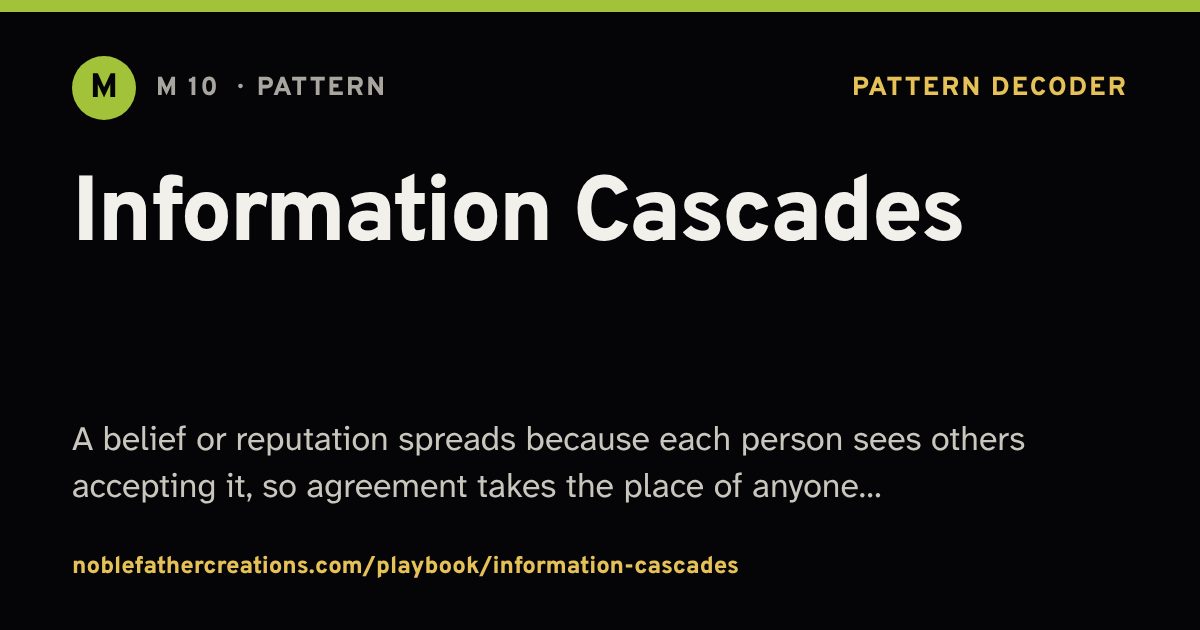 M
M 10 · PATTERN
PATTERN DECODER
Information Cascades
A belief or reputation spreads because each person sees others
accepting it, so agreement takes the place of anyone...
noblefathercreations.com/playbook/information-cascades